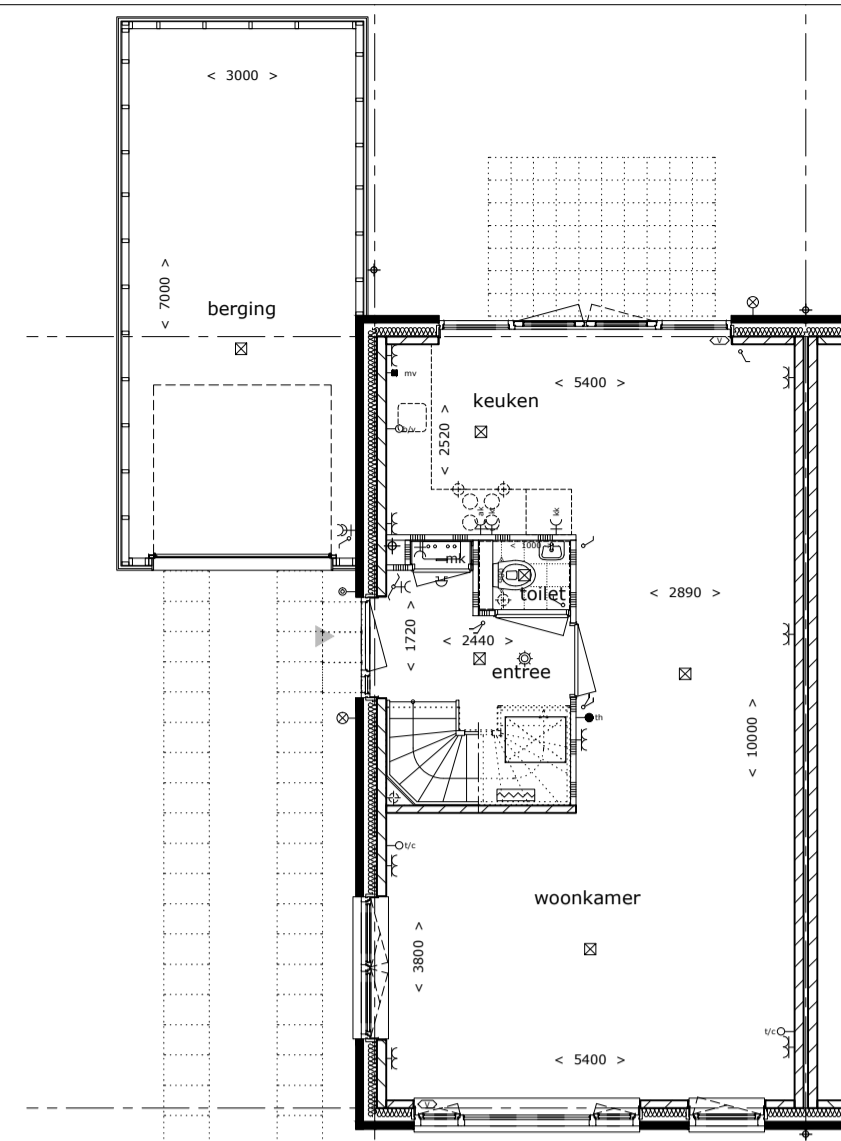 < 3000 >
< 7000 >
berging
V
< 5400 >
mv
keuken
< 2520 >
ak
kk
< 1000 >
mk
toilet
< 2890 >
< 1720 >
< 2440 >
entree
th
< 10000 >
t/c
woonkamer
< 3800 >
t/c
< 5400 >
V